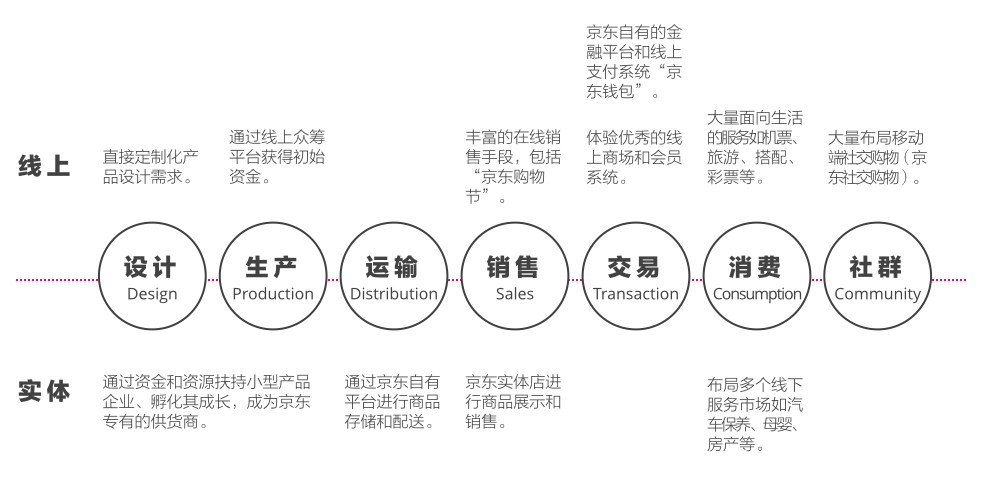 京东自有的金
融平台和线上
支付系统“京
东钱包”。
线上
直接定制化产
品设计需求。
通过线上众筹
平台获得初始
资金。
丰富的在线销
售手段，包括
“京东购物
节”。
体验优秀的线
上商场和会员
系统。
大量面向生活
的服务如机票、
旅游、搭配、
彩票等。
大量布局移动
端社交购物（京
东社交购物）。
设计
Design
生产
Production
运输
Distribution
销售
Sales
交易
Transaction
消费
Consumption
社群
Community
实体
通过资金和资源扶持小型产品
企业、孵化其成长，成为京东
专有的供货商。
通过京东自有
平台进行商品
存储和配送。
京东实体店进
行商品展示和
销售。
布局多个线下
服务市场如汽
车保养、母婴、
房产等。